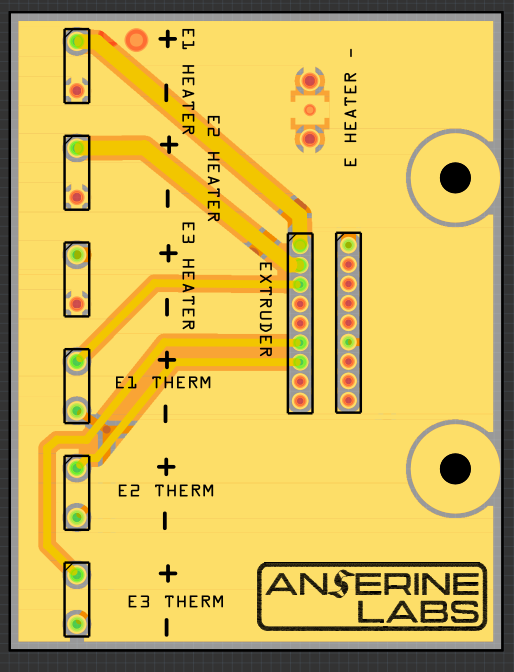 +
E1 HEATER
−
E HEATER −
+
E2 HEATER
−
+
E3 HEATER
−
EXTRUDER
+
E1 THERM
−
+
E2 THERM
−
+
E3 THERM
−
ANSERINE
LABS